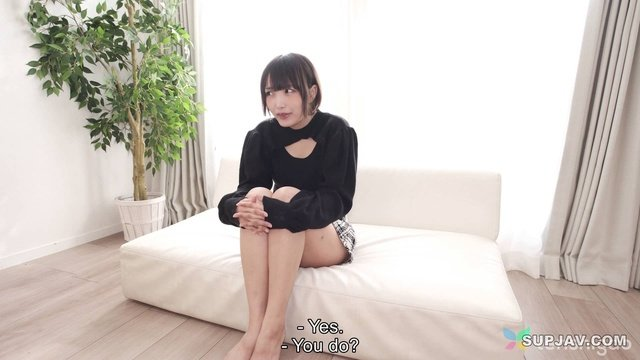 - Yes.
- You do?
SUPJAV.COM